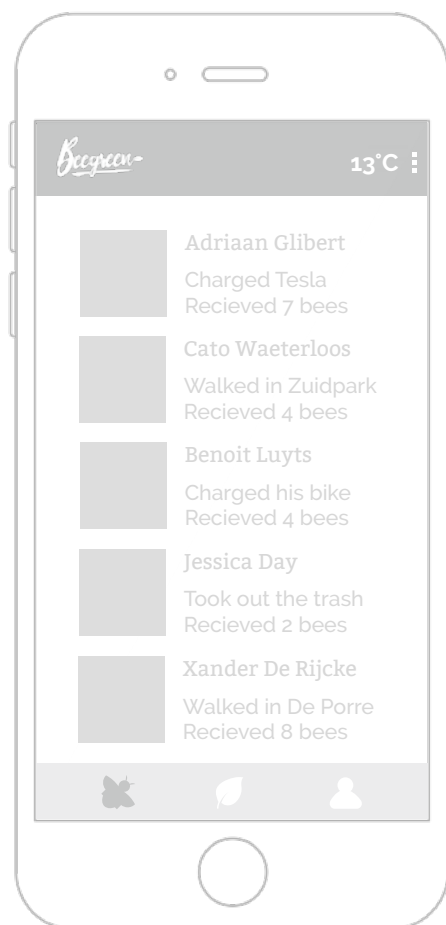 Beegreen
13°C
Adriaan Glibert
Charged Tesla
Recieved 7 bees
Cato Waeterloos
Walked in Zuidpark
Recieved 4 bees
Benoit Luyts
Charged his bike
Recieved 4 bees
Jessica Day
Took out the trash
Recieved 2 bees
Xander De Rijcke
Walked in De Porre
Recieved 8 bees